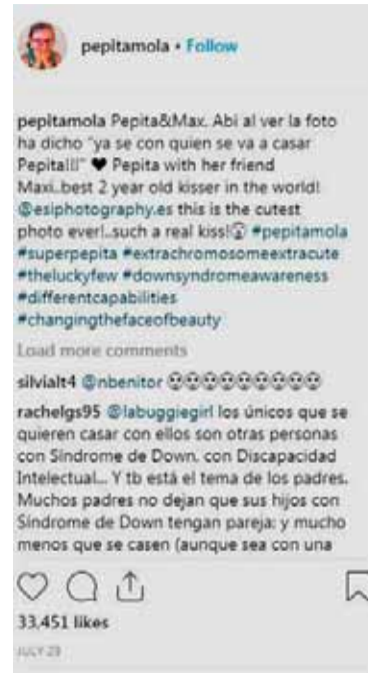 pepitamola • Follow
pepitamola Pepita&Max. Abi al ver la foto
ha dicho "ya se con quien se va a casar
Pepita!!!" ♥ Pepita with her friend
Maxi..best 2 year old kisser in the world!
@esiphotography.es this is the cutest
photo ever!..such a real kiss! #pepitamola
#superpepita #extrachromosomeextracute
#theluckyfew #downsyndromeawareness
#differentcapabilities
#changingthefaceofbeauty
Load more comments
silvialt4 @nbenitor
rachelgs95 @labuggiegirl los únicos que se
quieren casar con ellos son otras personas
con Síndrome de Down, con Discapacidad
Intelectual... Y tb está el tema de los padres.
Muchos padres no dejan que sus hijos con
Síndrome de Down tengan pareja: y mucho
menos que se casen (aunque sea con una
33,451 likes
JULY 29